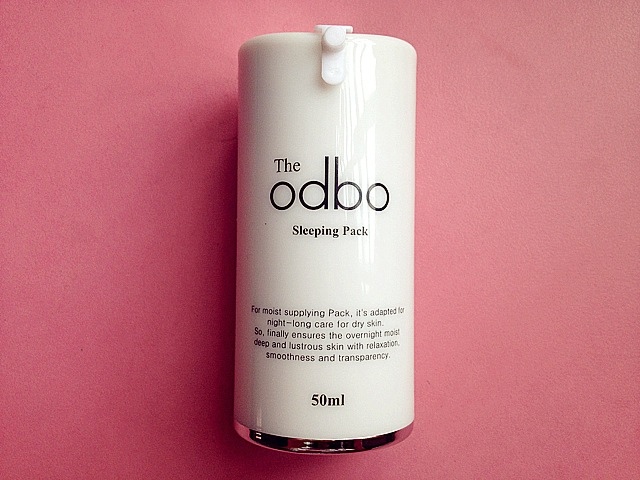 The
odbo
Sleeping Pack
For moist supplying Pack, it's adapted for
night-long care for dry skin.
So, finally ensures the overnight moist
deep and lustrous skin with relaxation,
smoothness and transparency.
50ml